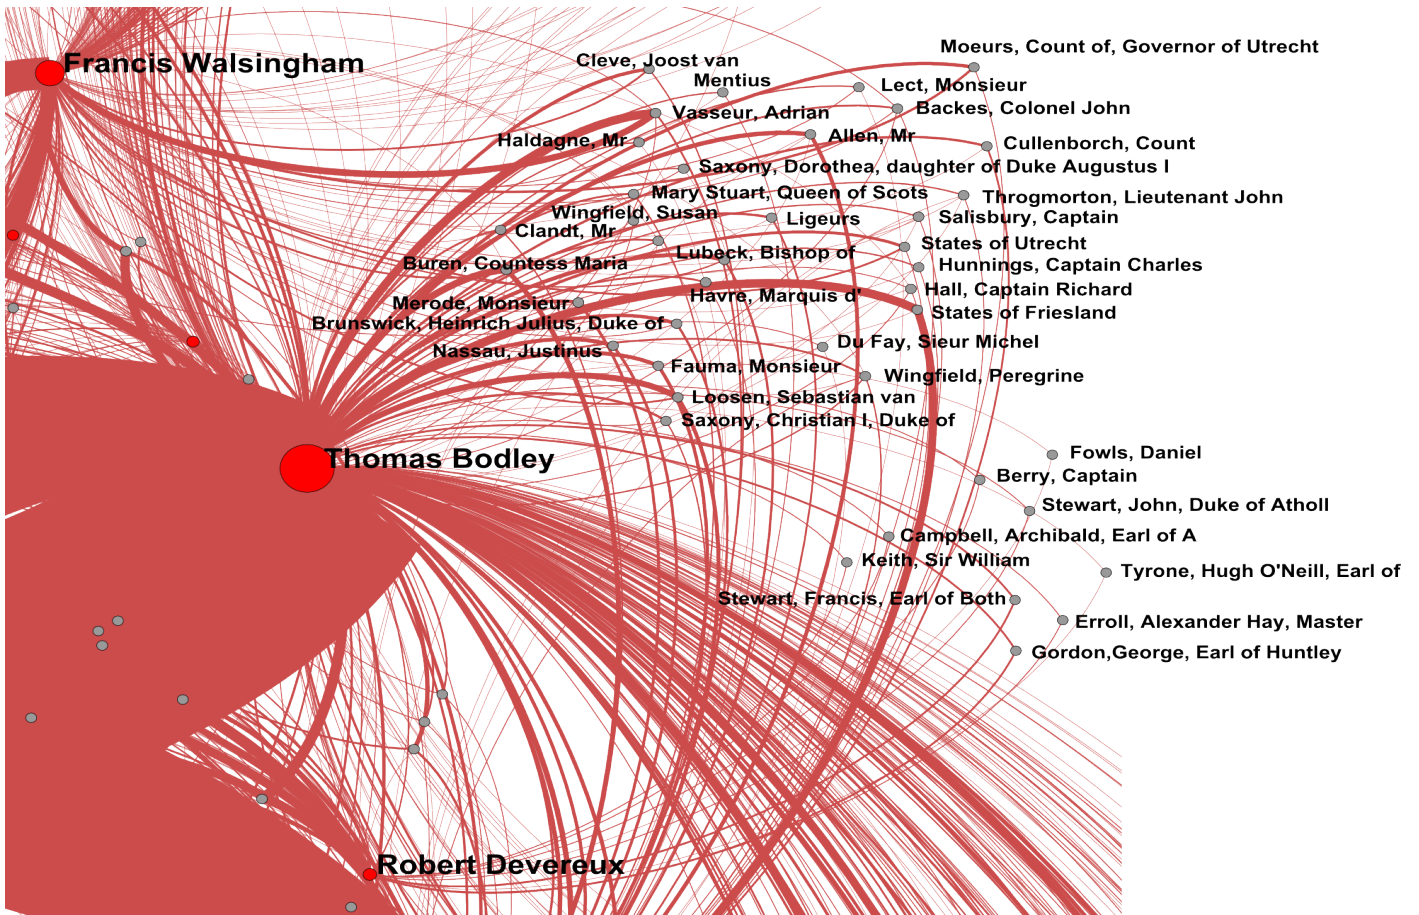 Moeurs, Count of, Governor of Utrecht
Francis Walsingham
Cleve, Joost van
Mentius
Lect, Monsieur
Backes, Colonel John
Vasseur, Adrian
Allen, Mr
Haldagne, Mr
Cullenborch, Count
Saxony, Dorothea, daughter of Duke Augustus I
Mary Stuart, Queen of Scots
Throgmorton, Lieutenant John
Wingfield, Susan
Ligeurs
Salisbury, Captain
Clandt, Mr
States of Utrecht
Lubeck, Bishop of
Buren, Countess Maria
Hunnings, Captain Charles
Hall, Captain Richard
Havre, Marquis d'
Merode, Monsieur
States of Friesland
Brunswick, Heinrich Julius, Duke of
Du Fay, Sieur Michel
Nassau, Justinus
Fauma, Monsieur
Wingfield, Peregrine
Loosen, Sebastian van
Saxony, Christian I, Duke of
Thomas Bodley
Fowls, Daniel
Berry, Captain
Stewart, John, Duke of Atholl
Campbell, Archibald, Earl of A
Keith, Sir William
Tyrone, Hugh O'Neill, Earl of
Stewart, Francis, Earl of Both
Erroll, Alexander Hay, Master
Gordon,George, Earl of Huntley
Robert Devereux